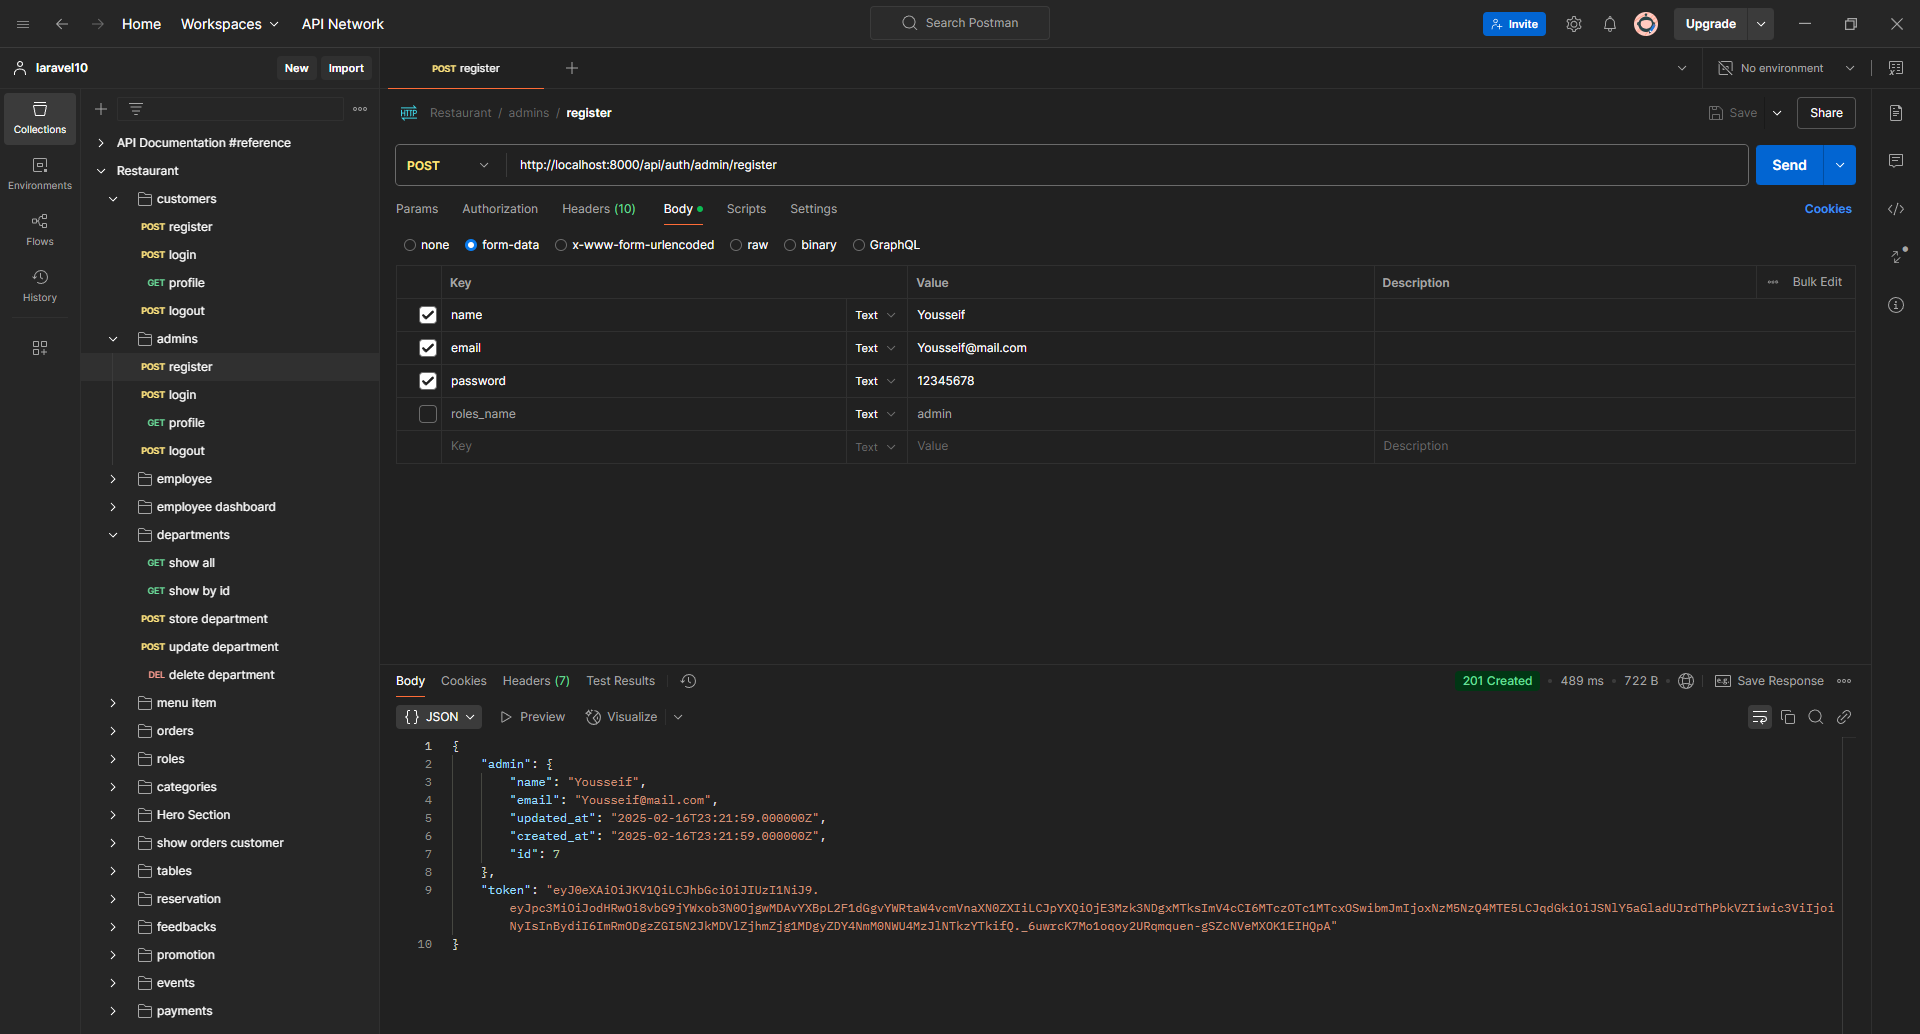 Home Workspaces API Network Search Postman Invite Upgrade
laravel10 New Import POST register No environment
Collections
Environments
Flows
History
API Documentation #reference
Restaurant
customers
POST register
POST login
GET profile
POST logout
admins
POST register
POST login
GET profile
POST logout
employee
employee dashboard
departments
GET show all
GET show by id
POST store department
POST update department
DEL delete department
menu item
orders
roles
categories
Hero Section
show orders customer
tables
reservation
feedbacks
promotion
events
payments
HTTP Restaurant / admins / register Save Share
POST http://localhost:8000/api/auth/admin/register Send
Params Authorization Headers (10) Body Scripts Settings Cookies
none form-data x-www-form-urlencoded raw binary GraphQL
Key Value Description Bulk Edit
name Text Yousseif
email Text Yousseif@mail.com
password Text 12345678
roles_name Text admin
Key Text Value Description
Body Cookies Headers (7) Test Results 201 Created 489 ms 722 B e.g. Save Response
{} JSON Preview Visualize
1 {
2 "admin": {
3 "name": "Yousseif",
4 "email": "Yousseif@mail.com",
5 "updated_at": "2025-02-16T23:21:59.000000Z",
6 "created_at": "2025-02-16T23:21:59.000000Z",
7 "id": 7
8 },
9 "token": "eyJ0eXAiOiJKV1QiLCJhbGciOiJIUzI1NiJ9.
10 }